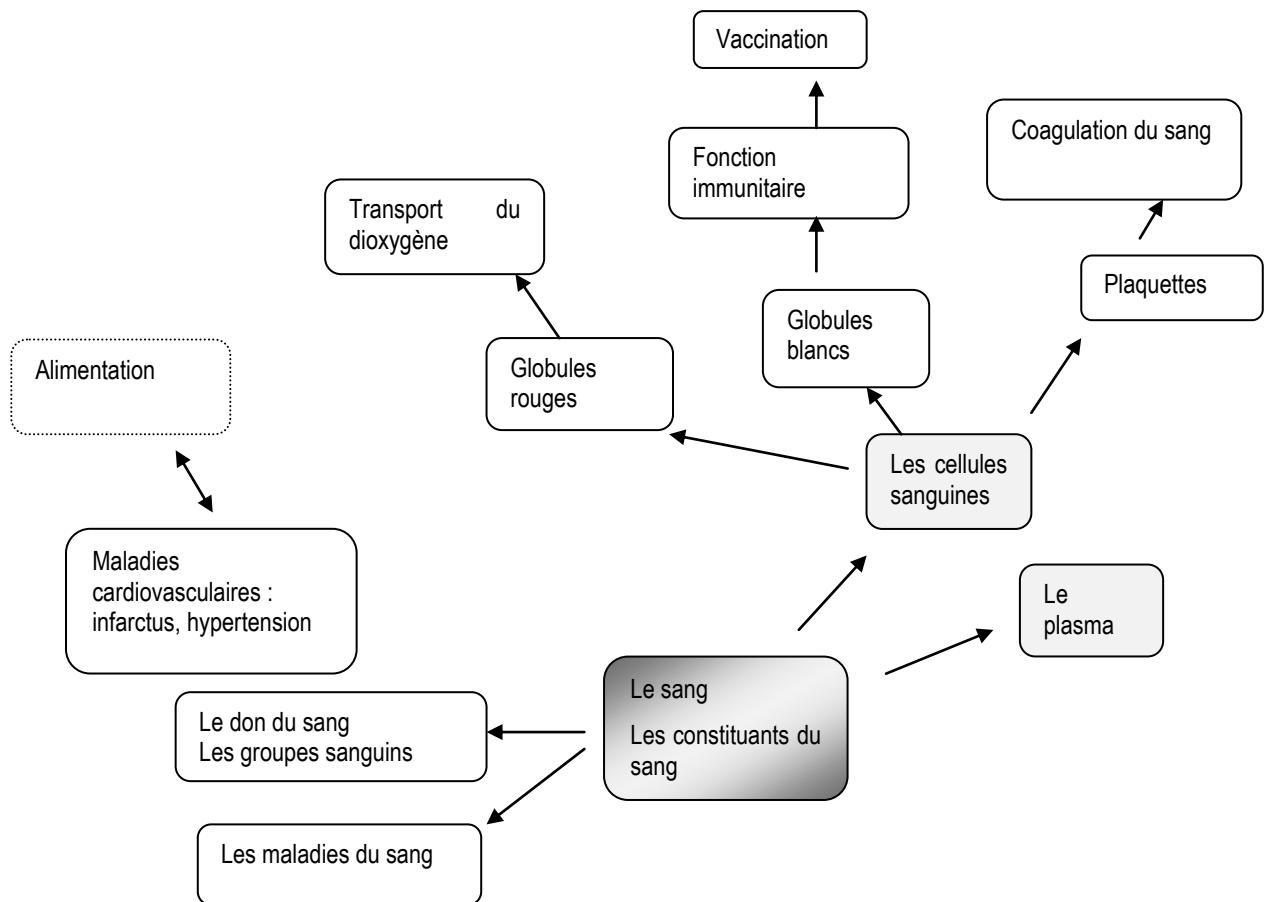 Vaccination
Coagulation du sang
Fonction
immunitaire
Transport du
dioxygène
Plaquettes
Globules
blancs
Globules
rouges
Alimentation
Les cellules
sanguines
Maladies
cardiovasculaires :
infarctus, hypertension
Le
plasma
Le sang
Les constituants du
sang
Le don du sang
Les groupes sanguins
Les maladies du sang